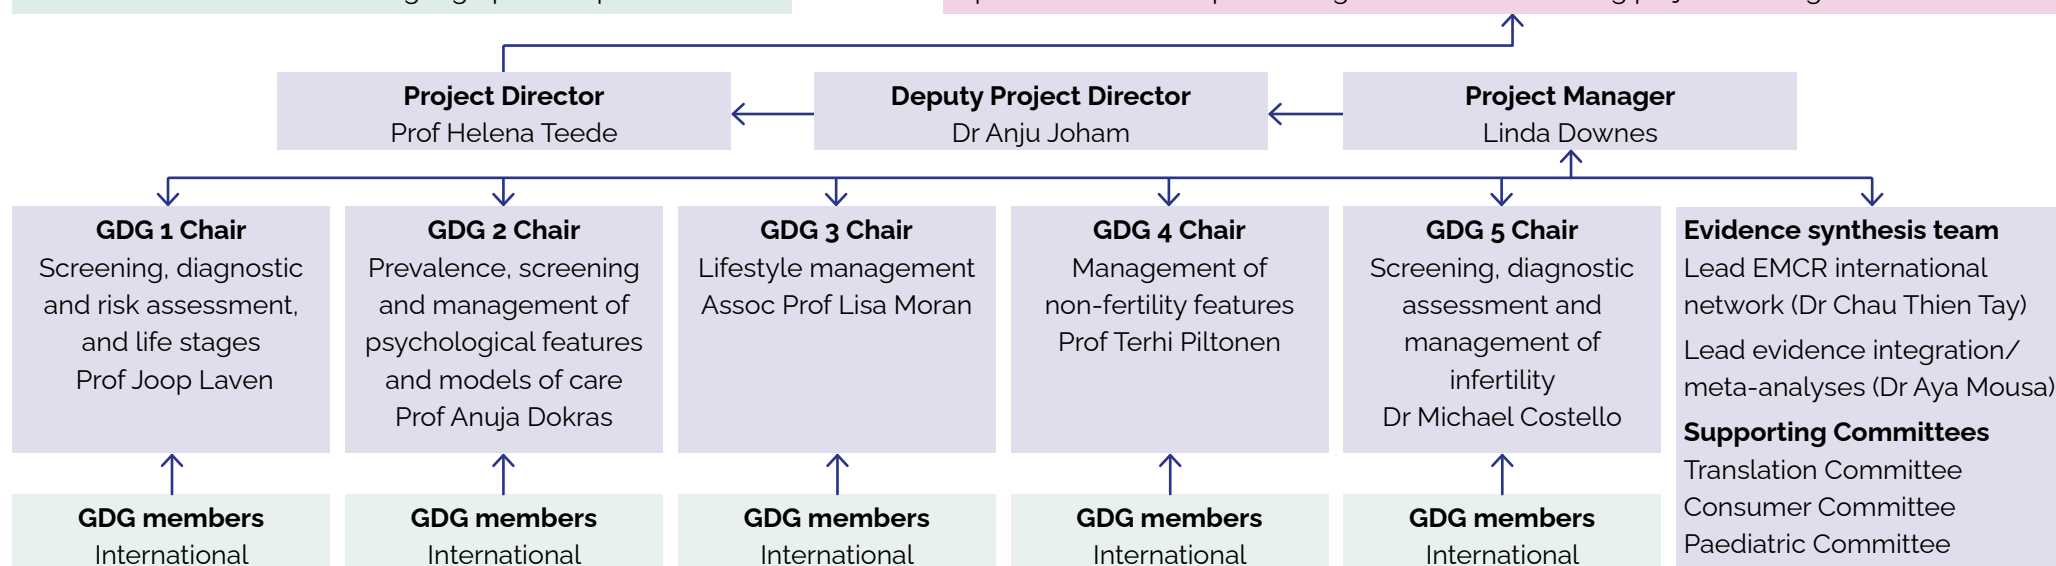 Project Director
Prof Helena Teede
Deputy Project Director
Dr Anju Joham
Project Manager
Linda Downes
GDG 1 Chair
Screening, diagnostic
and risk assessment,
and life stages
Prof Joop Laven
GDG 2 Chair
Prevalence, screening
and management of
psychological features
and models of care
Prof Anuja Dokras
GDG 3 Chair
Lifestyle management
Assoc Prof Lisa Moran
GDG 4 Chair
Management of
non-fertility features
Prof Terhi Piltonen
GDG 5 Chair
Screening, diagnostic
assessment and
management of
infertility
Dr Michael Costello
Evidence synthesis team
Lead EMCR international
network (Dr Chau Thien Tay)
Lead evidence integration/
meta-analyses (Dr Aya Mousa)
Supporting Committees
Translation Committee
Consumer Committee
Paediatric Committee
GDG members
International
GDG members
International
GDG members
International
GDG members
International
GDG members
International